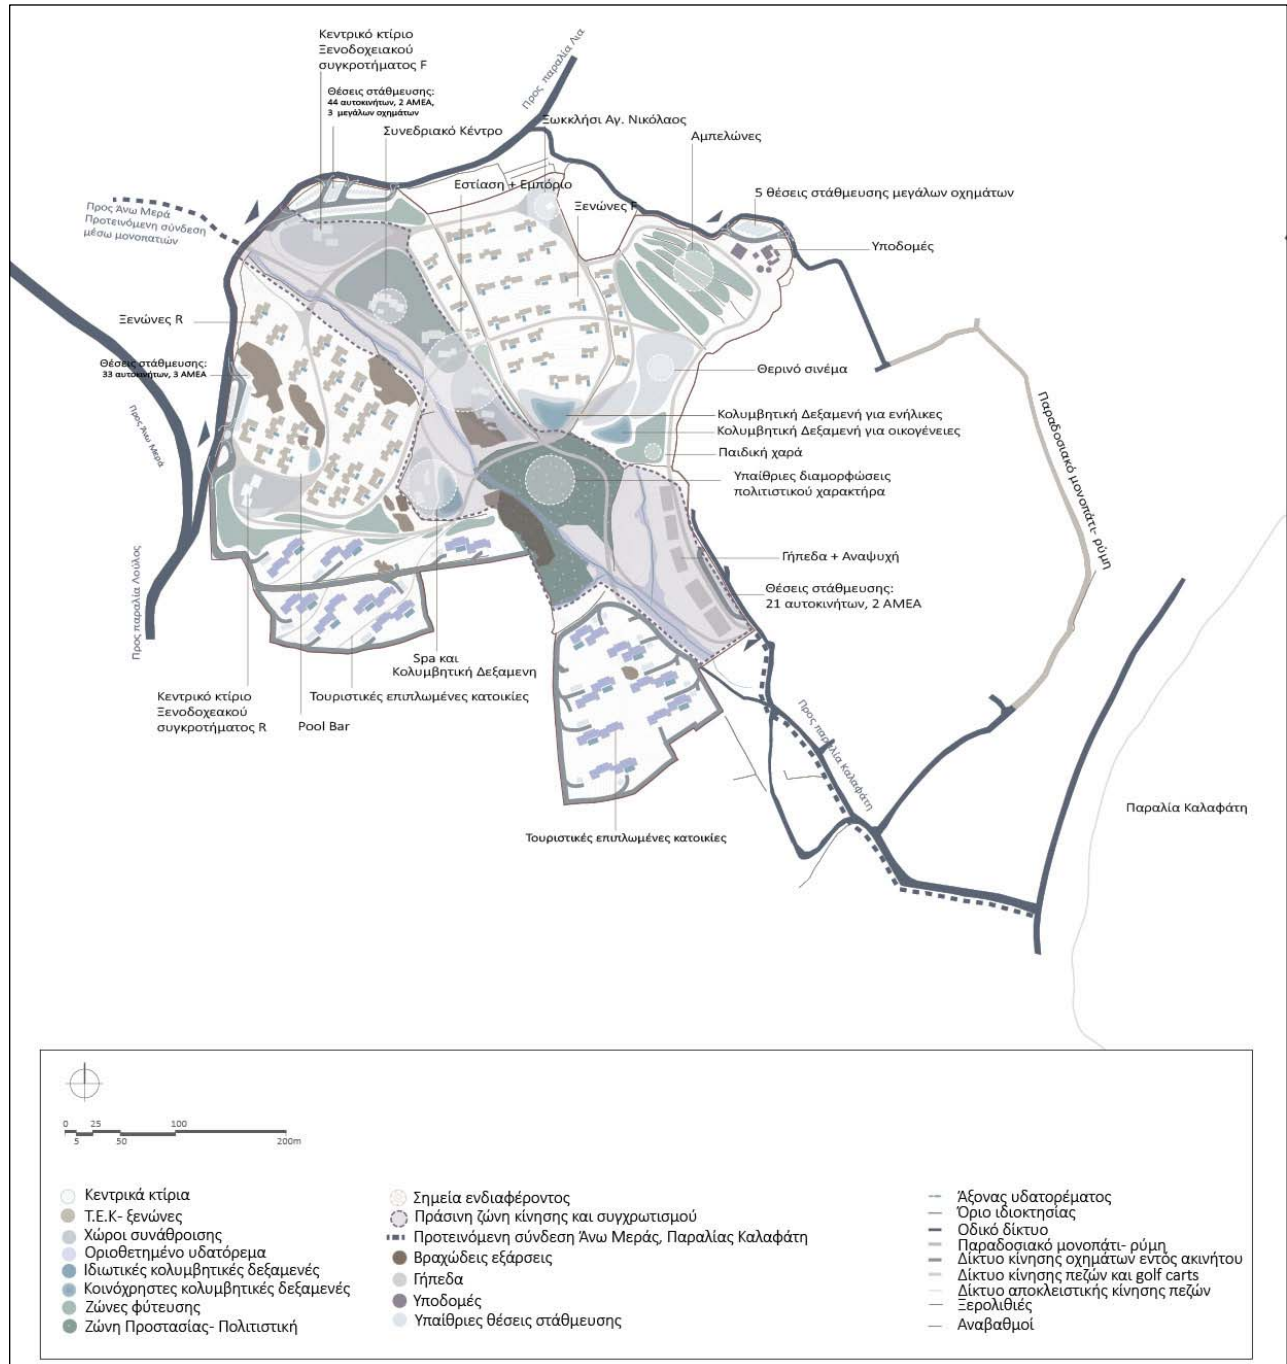 Κεντρικό κτίριο
Ξενοδοχειακού
συγκροτήματος F
Θέσεις στάθμευσης:
44 αυτοκινήτων, 2 ΑΜΕΑ,
3 μεγάλων οχημάτων
Συνεδριακό Κέντρο
Προς παραλία Λια
Ξωκκλήσι Αγ. Νικόλαος
Αμπελώνες
Εστίαση + Εμπόριο
Ξενώνες F
5 θέσεις στάθμευσης μεγάλων οχημάτων
Υποδομές
Προς Άνω Μερά
Προτεινόμενη σύνδεση
μέσω μονοπατιών
Ξενώνες R
Θέσεις στάθμευσης:
33 αυτοκινήτων, 3 ΑΜΕΑ
Προς Άνω Μερά
Θερινό σινέμα
Κολυμβητική Δεξαμενή για ενήλικες
Κολυμβητική Δεξαμενή για οικογένειες
Παιδική χαρά
Υπαίθριες διαμορφώσεις
πολιτιστικού χαρακτήρα
Παραδοσιακό μονοπάτι- ρύμη
Γήπεδα + Αναψυχή
Θέσεις στάθμευσης:
21 αυτοκινήτων, 2 ΑΜΕΑ
Προς παραλία Λούλος
Spa και
Κολυμβητική Δεξαμενη
Κεντρικό κτίριο
Ξενοδοχεακού
συγκροτήματος R
Pool Bar
Τουριστικές επιπλωμένες κατοικίες
Προς παραλία Καλαφάτη
Παραλία Καλαφάτη
Τουριστικές επιπλωμένες κατοικίες
0 25 100
5 50 200m
Κεντρικά κτίρια
Τ.Ε.Κ- ξενώνες
Χώροι συνάθροισης
Οριοθετημένο υδατόρεμα
Ιδιωτικές κολυμβητικές δεξαμενές
Κοινόχρηστες κολυμβητικές δεξαμενές
Ζώνες φύτευσης
Ζώνη Προστασίας- Πολιτιστική
Σημεία ενδιαφέροντος
Πράσινη ζώνη κίνησης και συγχρωτισμού
Προτεινόμενη σύνδεση Άνω Μεράς, Παραλίας Καλαφάτη
Βραχώδεις εξάρσεις
Γήπεδα
Υποδομές
Υπαίθριες θέσεις στάθμευσης
Άξονας υδατορέματος
Όριο ιδιοκτησίας
Οδικό δίκτυο
Παραδοσιακό μονοπάτι- ρύμη
Δίκτυο κίνησης οχημάτων εντός ακινήτου
Δίκτυο κίνησης πεζών και golf carts
Δίκτυο αποκλειστικής κίνησης πεζών
Ξερολιθιές
Αναβαθμοί